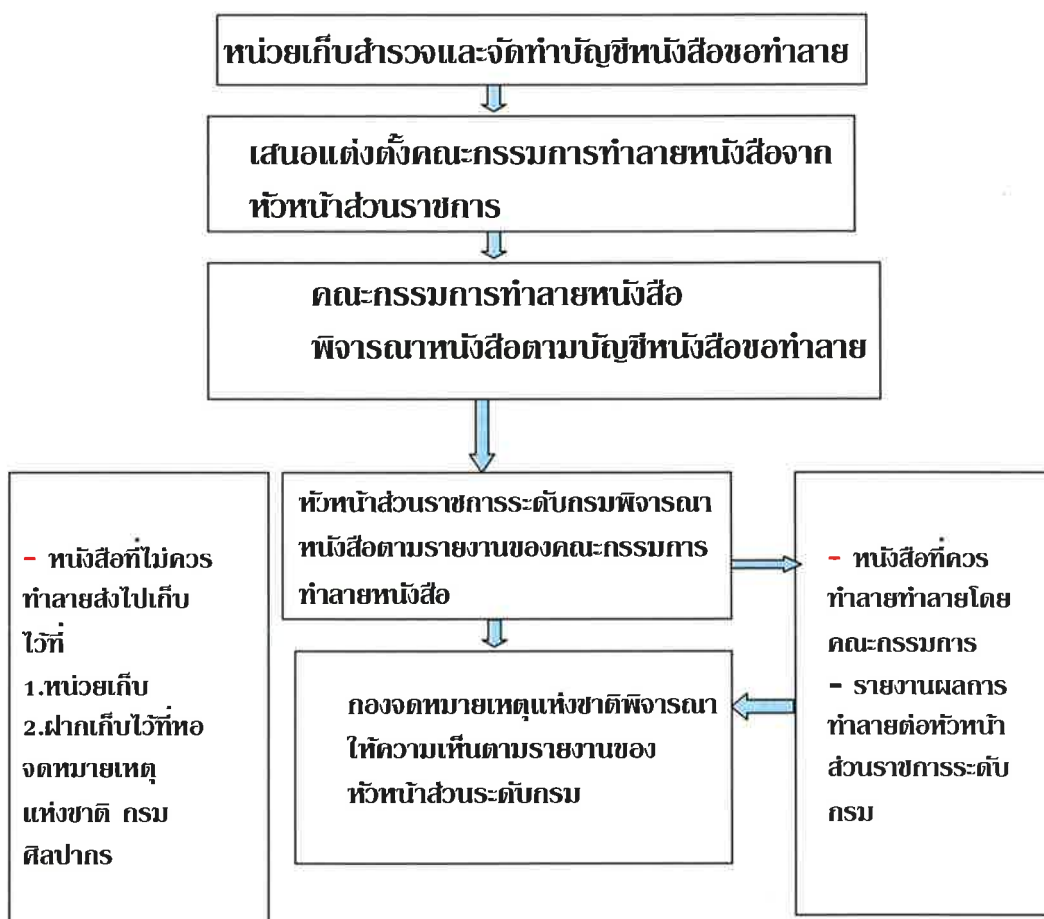 หน่วยเก็บสำรวจและจัดทำบัญชีหนังสือขอทำลาย
เสนอแต่งตั้งคณะกรรมการทำลายหนังสือจาก
หัวหน้าส่วนราชการ
คณะกรรมการทำลายหนังสือ
พิจารณาหนังสือตามบัญชีหนังสือขอทำลาย
- หนังสือที่ไม่ควร
ทำลายส่งไปเก็บ
ไว้ที่
1.หน่วยเก็บ
2.ฝากเก็บไว้ที่หอ
จดหมายเหตุ
แห่งชาติ กรม
ศิลปากร
หัวหน้าส่วนราชการระดับกรมพิจารณา
หนังสือตามรายงานของคณะกรรมการ
ทำลายหนังสือ
กองจดหมายเหตุแห่งชาติพิจารณา
ให้ความเห็นตามรายงานของ
หัวหน้าส่วนระดับกรม
- หนังสือที่ควร
ทำลายทำลายโดย
คณะกรรมการ
- รายงานผลการ
ทำลายต่อหัวหน้า
ส่วนราชการระดับ
กรม